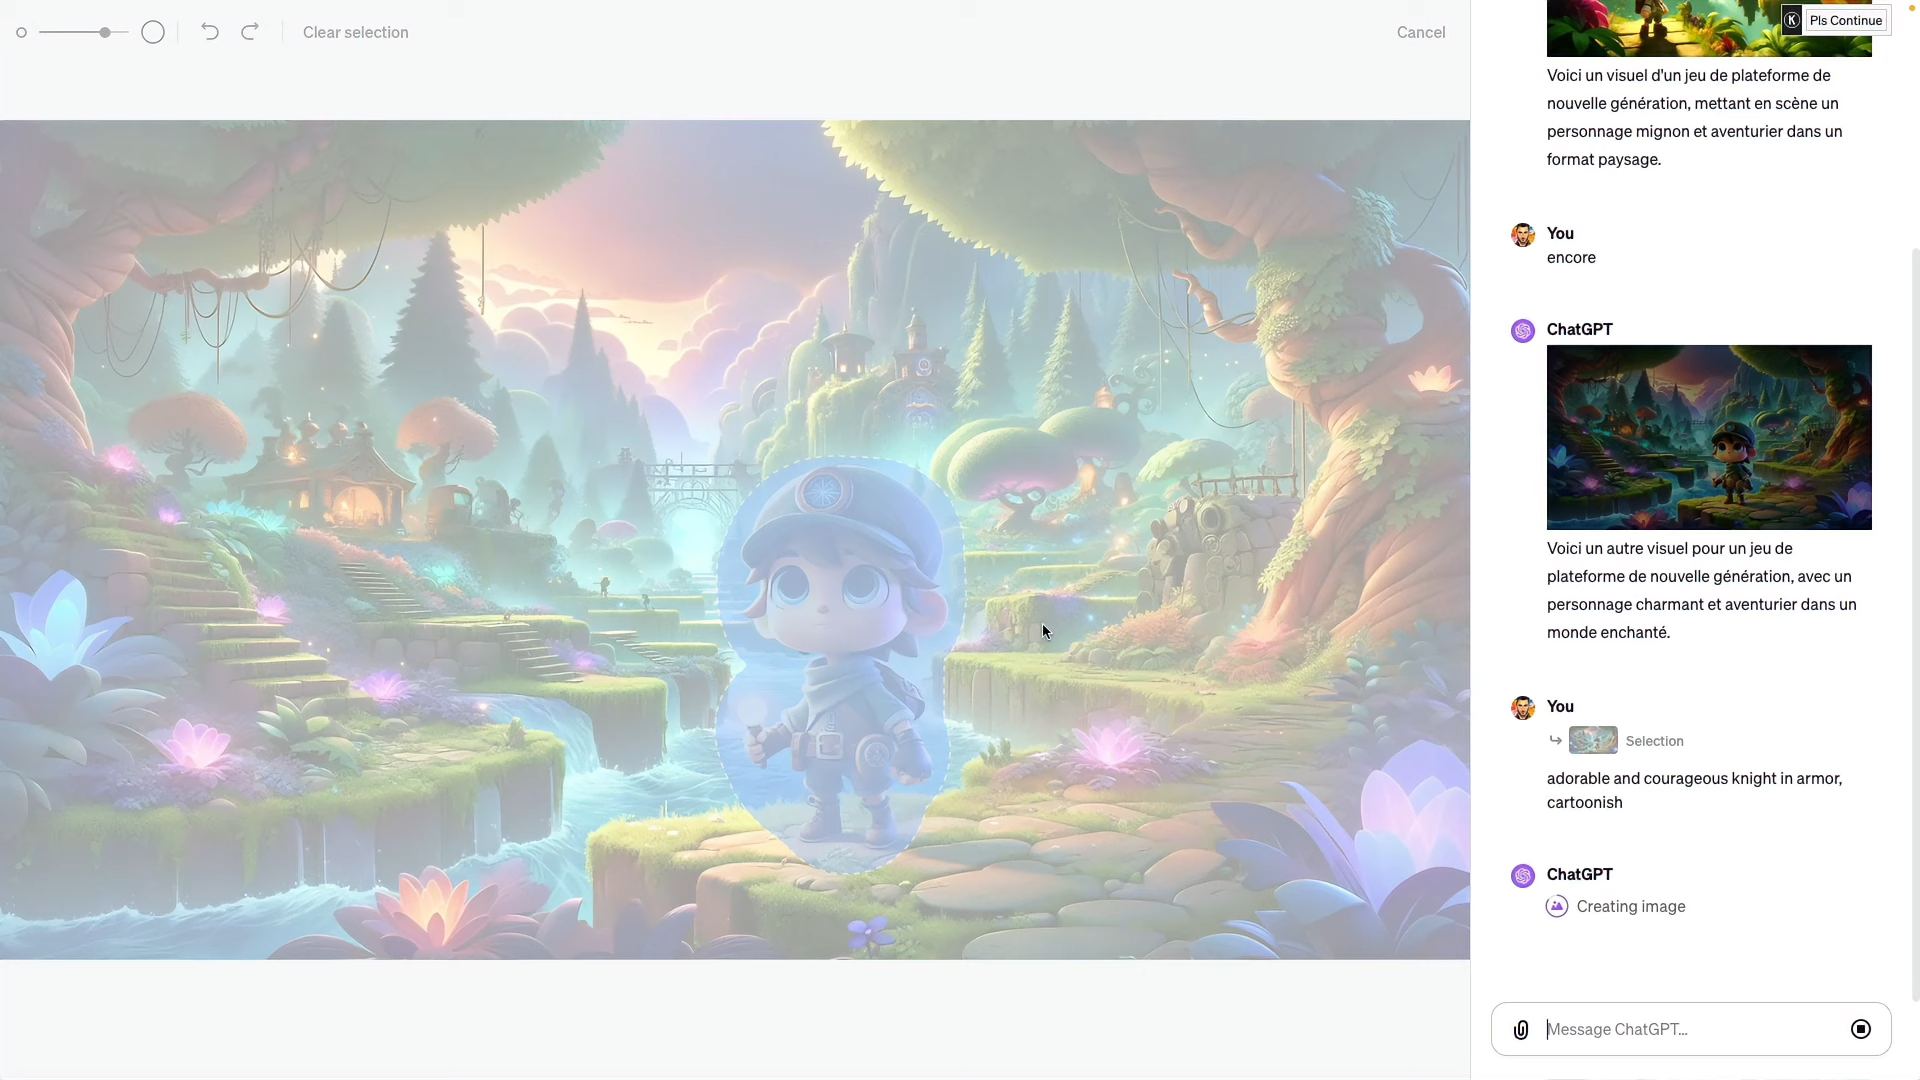 Clear selection
Cancel
K Pls Continue
Voici un visuel d'un jeu de plateforme de
nouvelle génération, mettant en scène un
personnage mignon et aventurier dans un
format paysage.
You
encore
ChatGPT
Voici un autre visuel pour un jeu de
plateforme de nouvelle génération, avec un
personnage charmant et aventurier dans un
monde enchanté.
You
Selection
adorable and courageous knight in armor,
cartoonish
ChatGPT
Creating image
Message ChatGPT...